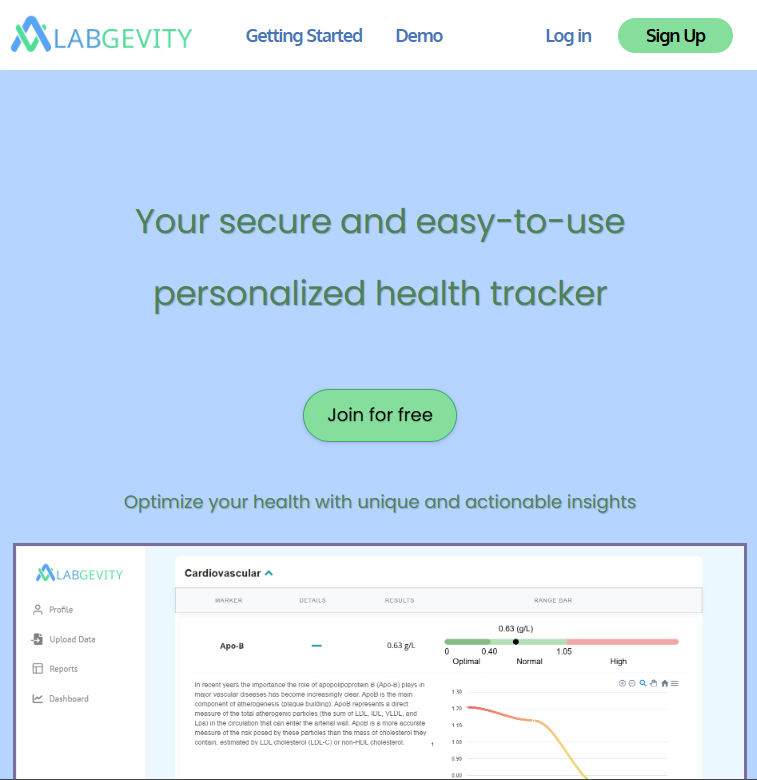 LABGEVITY
Getting Started
Demo
Log in
Sign Up
Your secure and easy-to-use
personalized health tracker
Join for free
Optimize your health with unique and actionable insights
LABGEVITY
Profile
Upload Data
Reports
Dashboard
Cardiovascular
MARKER DETAILS RESULTS RANGE BAR
0.63 (g/L)
Apo-B 0.63 g/L
0 0.40 1.05
Optimal Normal High
In recent years the importance the role of apopolipoprotein B (Apo-B) plays in
major vascular diseases has become increasingly clear. ApoB is the main
component of atherogenesis (plaque building). ApoB represents a direct
measure of the total atherogenic particles (the sum of LDL, IDL, VLDL, and
Lpa) in the circulation that can enter the arterial wall. ApoB is a more accurate
measure of the risk posed by these particles than the mass of cholesterol they
contain, estimated by LDL cholesterol (LDL-C) or non-HDL cholesterol. 1
1.30
1.20
1.10
1.00
0.90
0.80